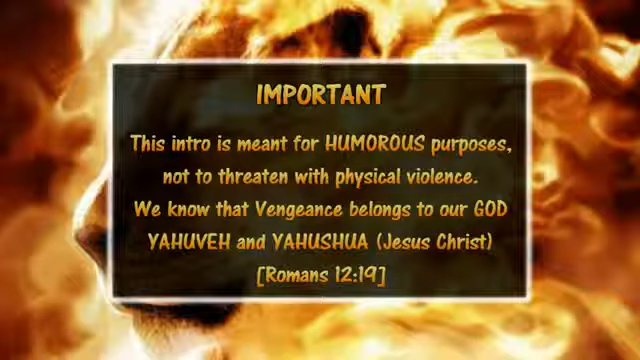 IMPORTANT
This intro is meant for HUMOROUS purposes,
not to threaten with physical violence.
We know that Vengeance belongs to our GOD
YAHUVEH and YAHUSHUA (Jesus Christ)
[Romans 12:19]